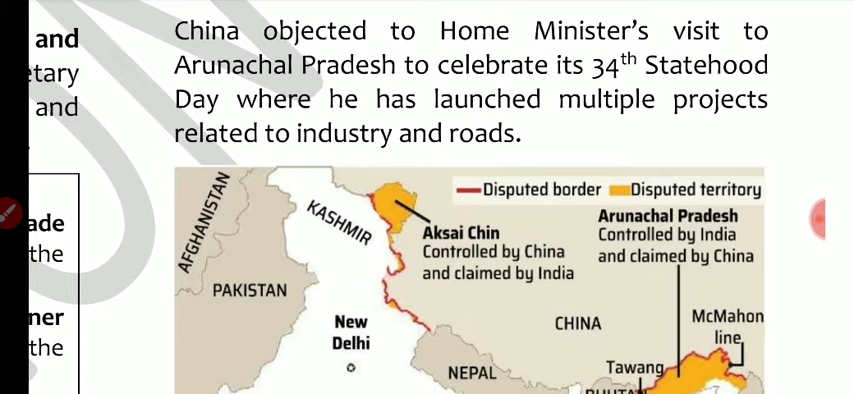 and
etary
and
ade
the
ner
the
China objected to Home Minister’s visit to
Arunachal Pradesh to celebrate its 34th Statehood
Day where he has launched multiple projects
related to industry and roads.
Disputed border
Disputed territory
AFGHANISTAN
KASHMIR
Aksai Chin
Controlled by China
and claimed by India
Arunachal Pradesh
Controlled by India
and claimed by China
PAKISTAN
New
Delhi
CHINA
McMahon
line
NEPAL
Tawang
BHUTAN